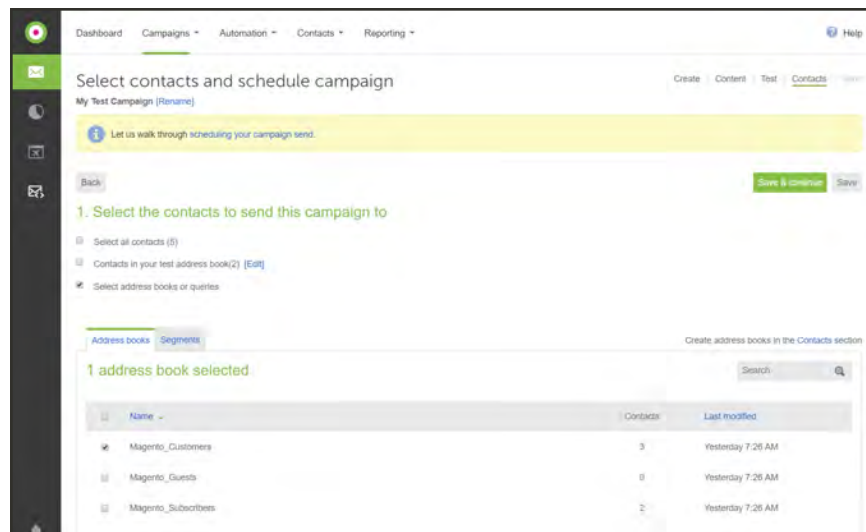 Dashboard Campaigns Automation Contacts Reporting Help
Select contacts and schedule campaign
Create Content Test Contacts
My Test Campaign [Rename]
Let us walk through scheduling your campaign send.
Back Save & continue Save
1. Select the contacts to send this campaign to
Select all contacts (5)
Contacts in your test address book(2) [Edit]
Select address books or queries
Address books Segments Create address books in the Contacts section
1 address book selected Search
Name Contacts Last modified
Magento_Customers 3 Yesterday 7:26 AM
Magento_Guests 0 Yesterday 7:26 AM
Magento_Subscribers 2 Yesterday 7:26 AM